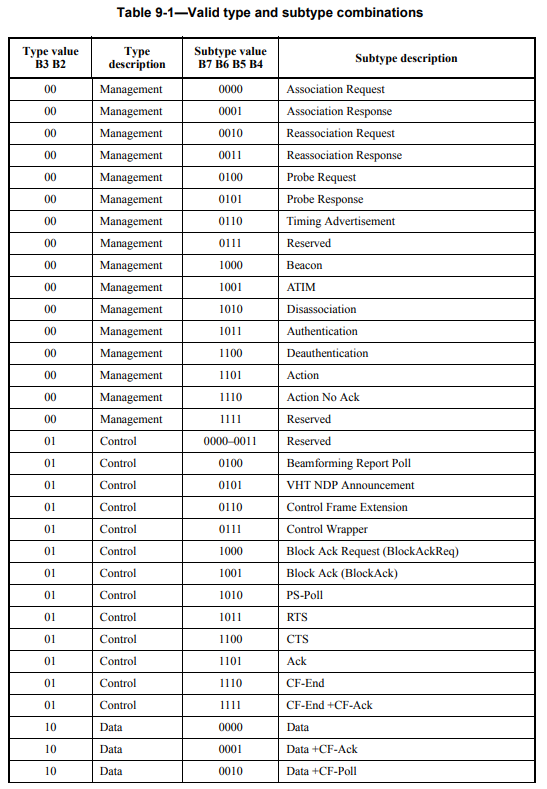 Table 9-1—Valid type and subtype combinations
Type value B3 B2 Type description Subtype value B7 B6 B5 B4 Subtype description
00 Management 0000 Association Request
00 Management 0001 Association Response
00 Management 0010 Reassociation Request
00 Management 0011 Reassociation Response
00 Management 0100 Probe Request
00 Management 0101 Probe Response
00 Management 0110 Timing Advertisement
00 Management 0111 Reserved
00 Management 1000 Beacon
00 Management 1001 ATIM
00 Management 1010 Disassociation
00 Management 1011 Authentication
00 Management 1100 Deauthentication
00 Management 1101 Action
00 Management 1110 Action No Ack
00 Management 1111 Reserved
01 Control 0000–0011 Reserved
01 Control 0100 Beamforming Report Poll
01 Control 0101 VHT NDP Announcement
01 Control 0110 Control Frame Extension
01 Control 0111 Control Wrapper
01 Control 1000 Block Ack Request (BlockAckReq)
01 Control 1001 Block Ack (BlockAck)
01 Control 1010 PS-Poll
01 Control 1011 RTS
01 Control 1100 CTS
01 Control 1101 Ack
01 Control 1110 CF-End
01 Control 1111 CF-End +CF-Ack
10 Data 0000 Data
10 Data 0001 Data +CF-Ack
10 Data 0010 Data +CF-Poll